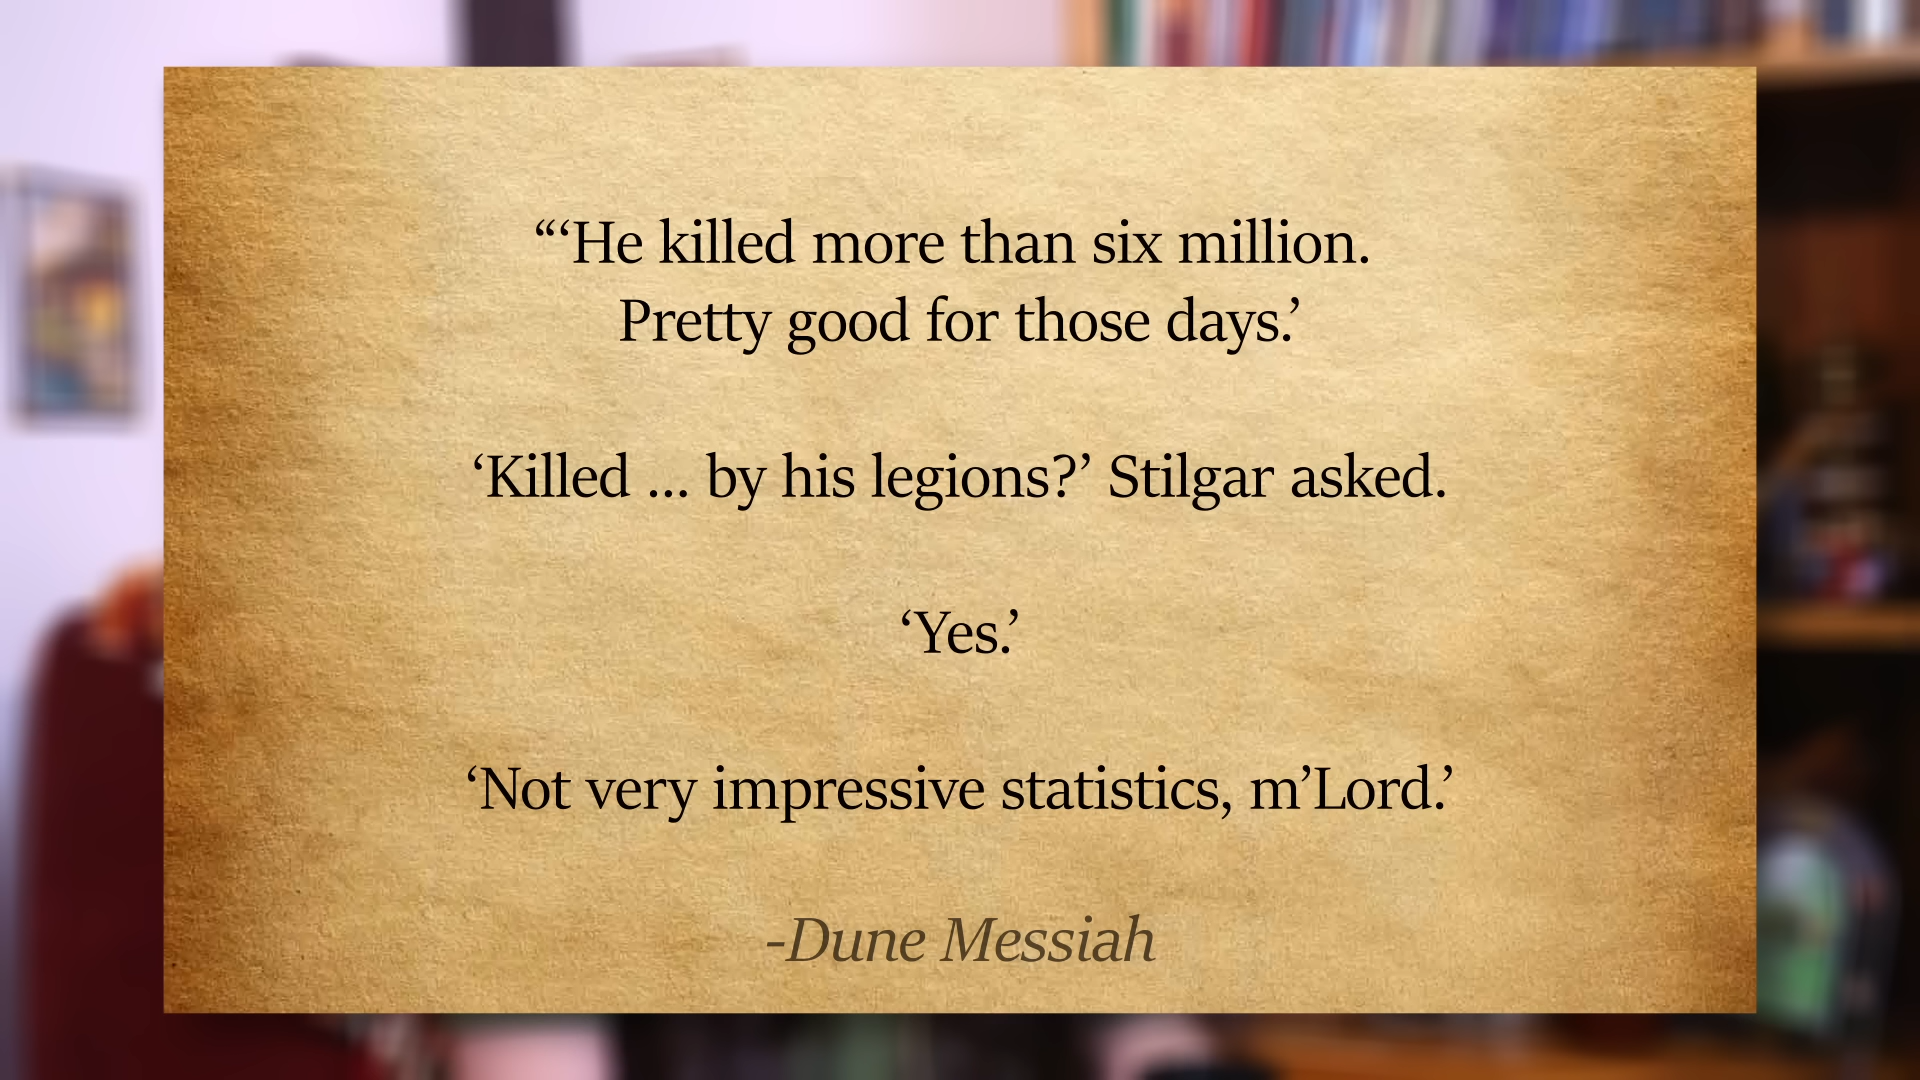 “‘He killed more than six million.
Pretty good for those days.’
‘Killed ... by his legions?’ Stilgar asked.
‘Yes.’
‘Not very impressive statistics, m’Lord.’
-Dune Messiah